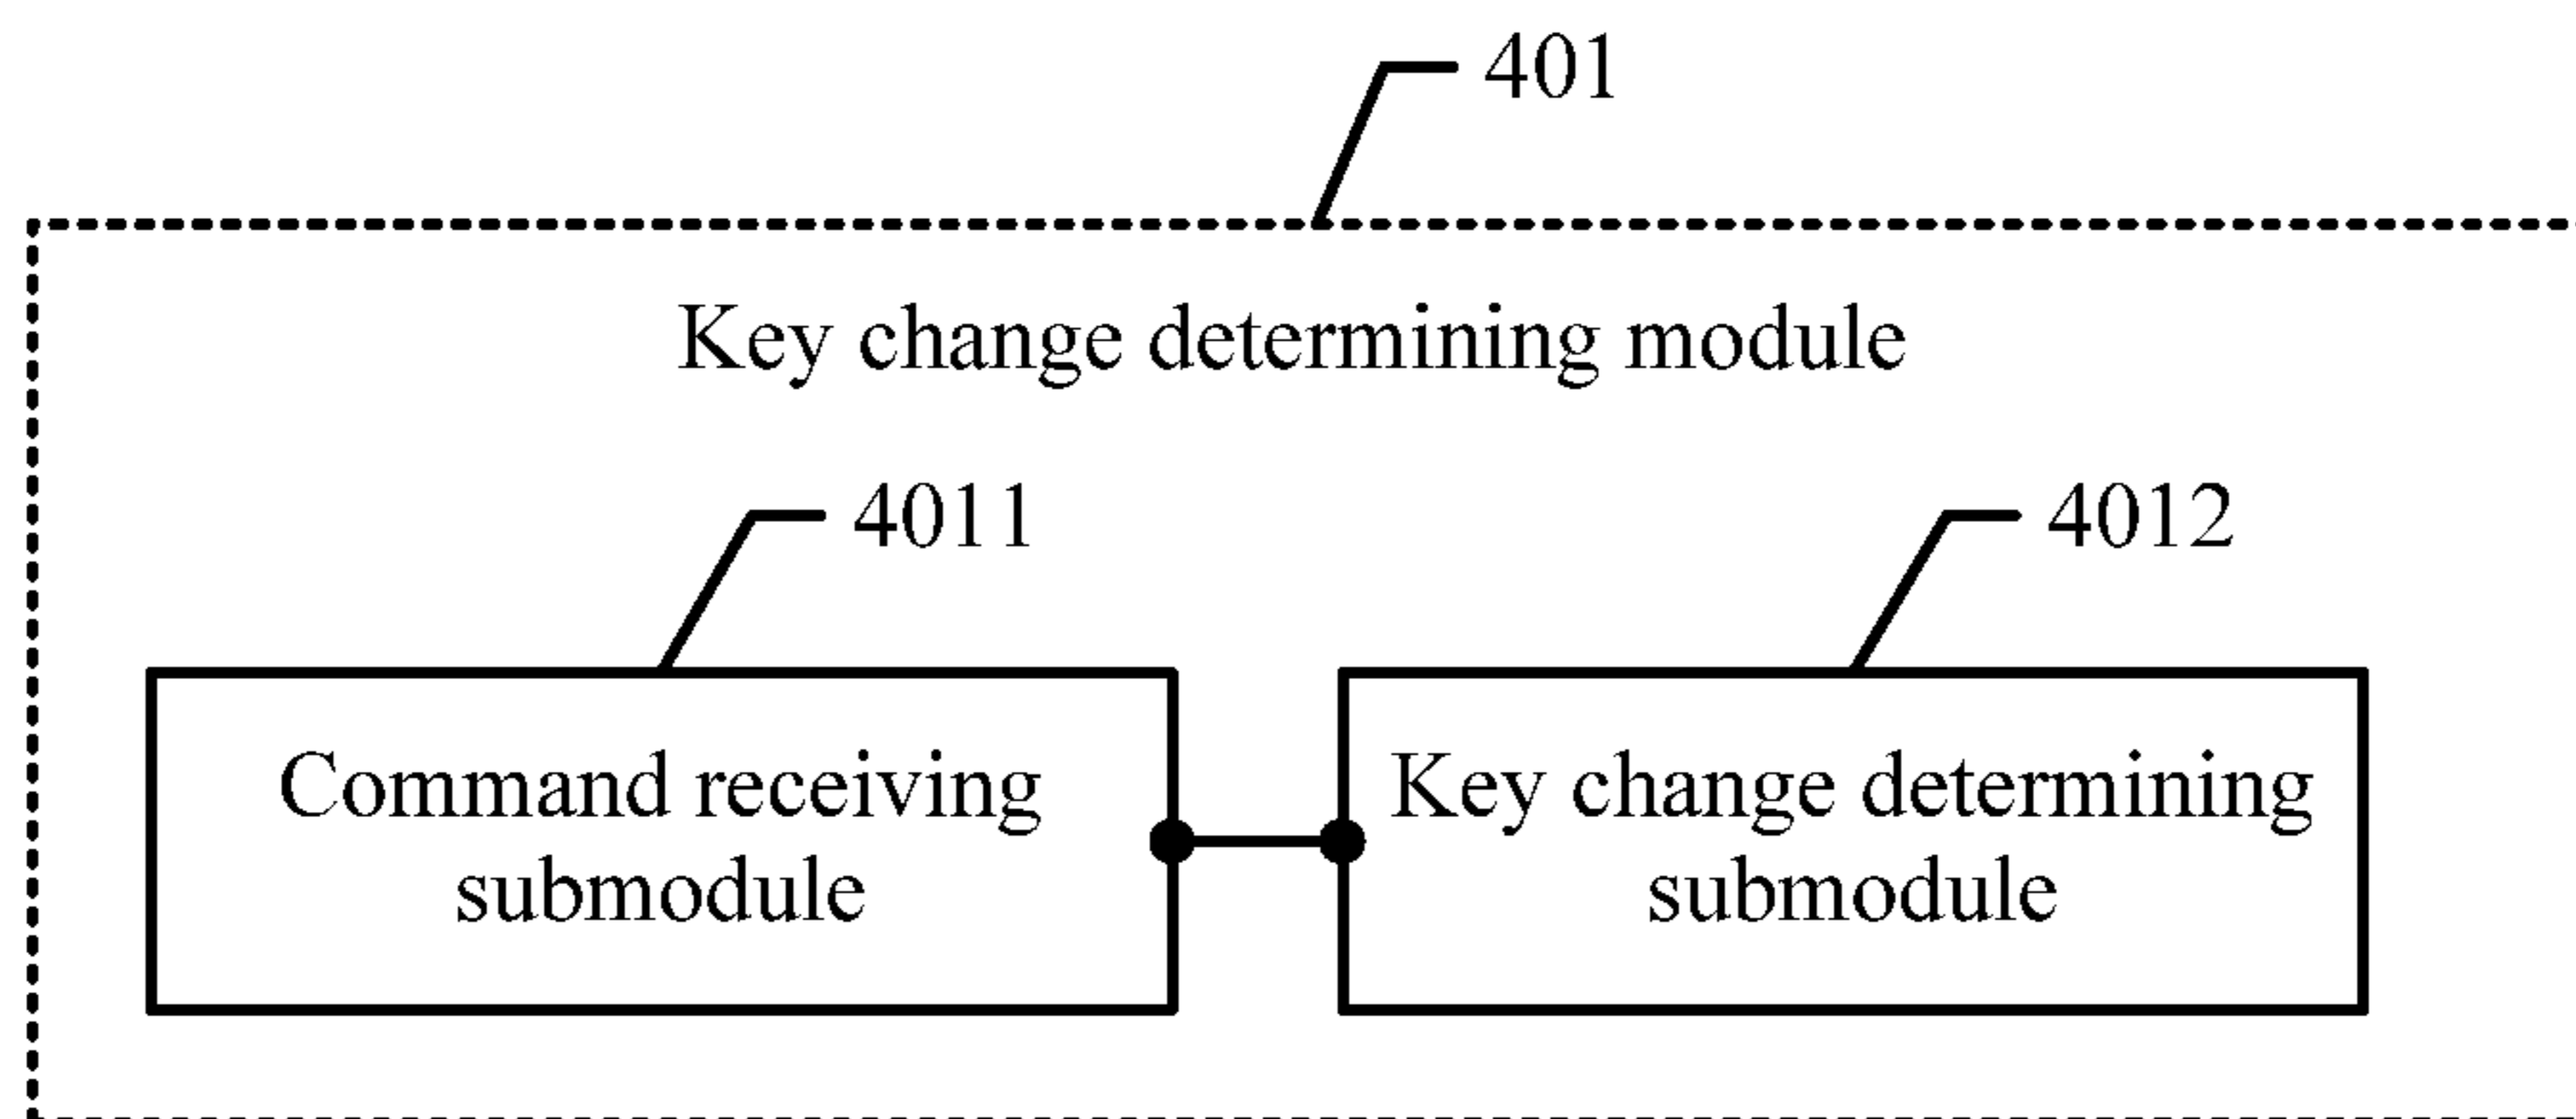 401
Key change determining module
4011
4012
Command receiving
submodule
Key change determining
submodule